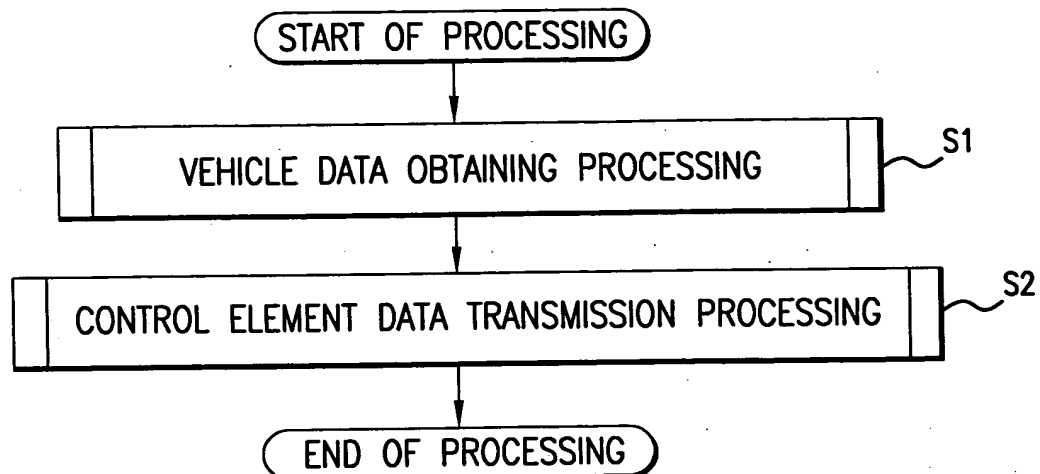 START OF PROCESSING
VEHICLE DATA OBTAINING PROCESSING
S1
CONTROL ELEMENT DATA TRANSMISSION PROCESSING
S2
END OF PROCESSING